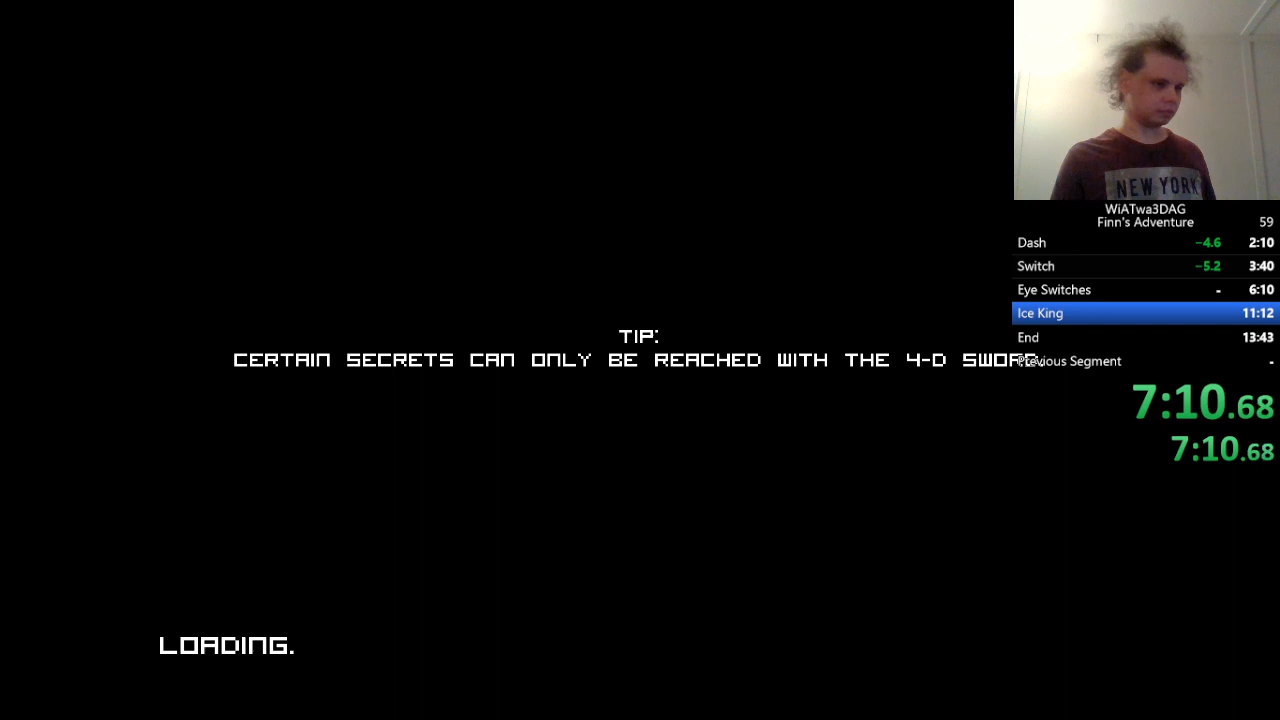 NEW YORK
WiATwa3DAG
Finn's Adventure 59
Dash -4.6 2:10
Switch -5.2 3:40
Eye Switches - 6:10
Ice King 11:12
End 13:43
Previous Segment -
7:10.68
7:10.68
TIP:
CERTAIN SECRETS CAN ONLY BE REACHED WITH THE 4-D SWORD.
LOADING.